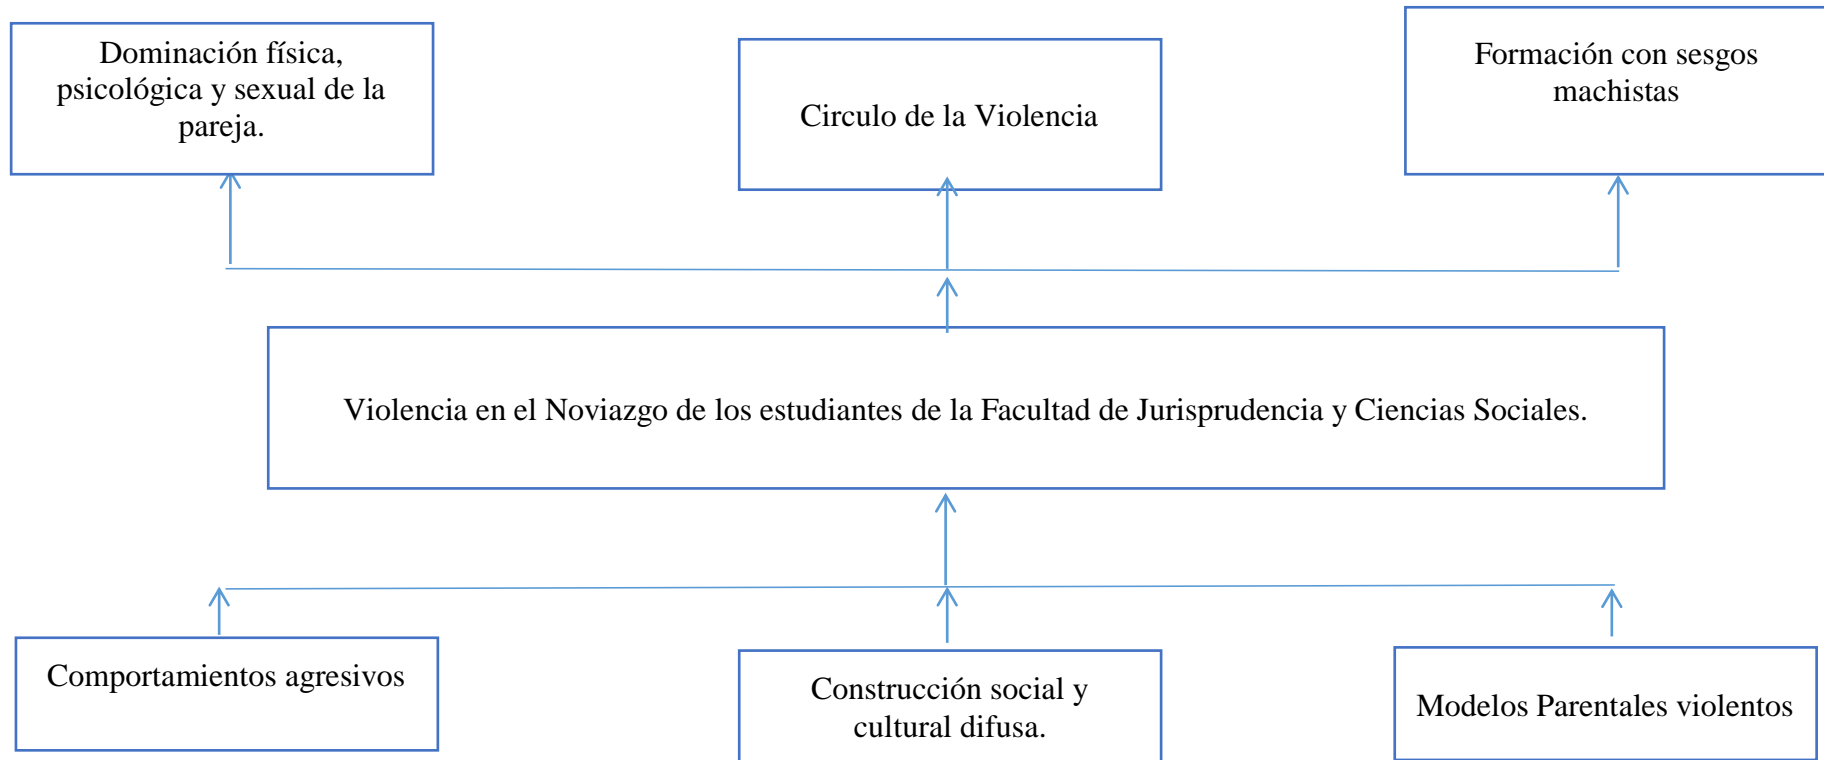 Dominación física,
psicológica y sexual de la
pareja.
Circulo de la Violencia
Formación con sesgos
machistas
Violencia en el Noviazgo de los estudiantes de la Facultad de Jurisprudencia y Ciencias Sociales.
Comportamientos agresivos
Construcción social y
cultural difusa.
Modelos Parentales violentos